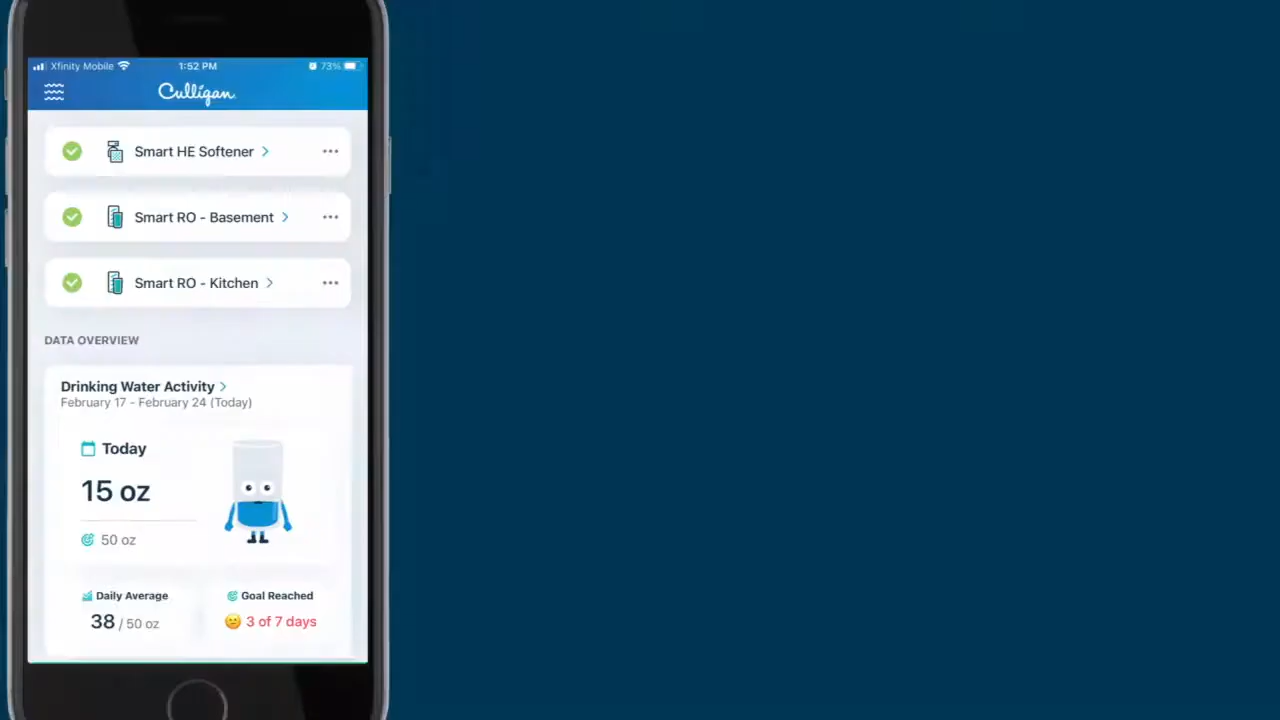 Xfinity Mobile 1:52 PM 73%
Culligan.
Smart HE Softener
Smart RO - Basement
Smart RO - Kitchen
DATA OVERVIEW
Drinking Water Activity
February 17 - February 24 (Today)
Today
15 oz
50 oz
Daily Average Goal Reached
38 / 50 oz 3 of 7 days